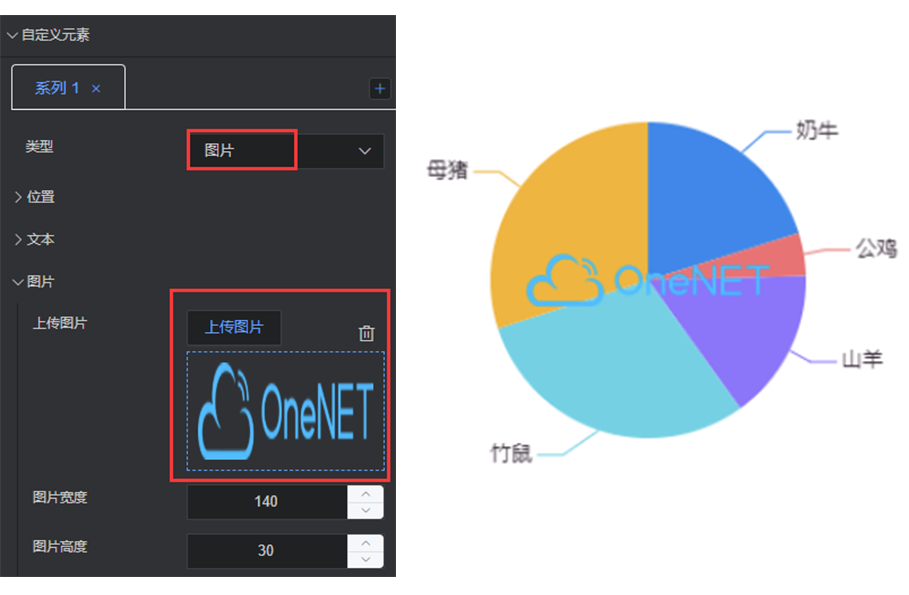 自定义元素
系列 1 ×
+
类型
图片
位置
文本
图片
上传图片
上传图片
OneNET
图片宽度
140
图片高度
30
奶牛
母猪
公鸡
OneNET
山羊
竹鼠